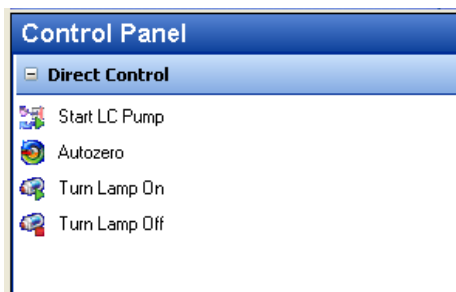 Control Panel
Direct Control
Start LC Pump
Autozero
Turn Lamp On
Turn Lamp Off